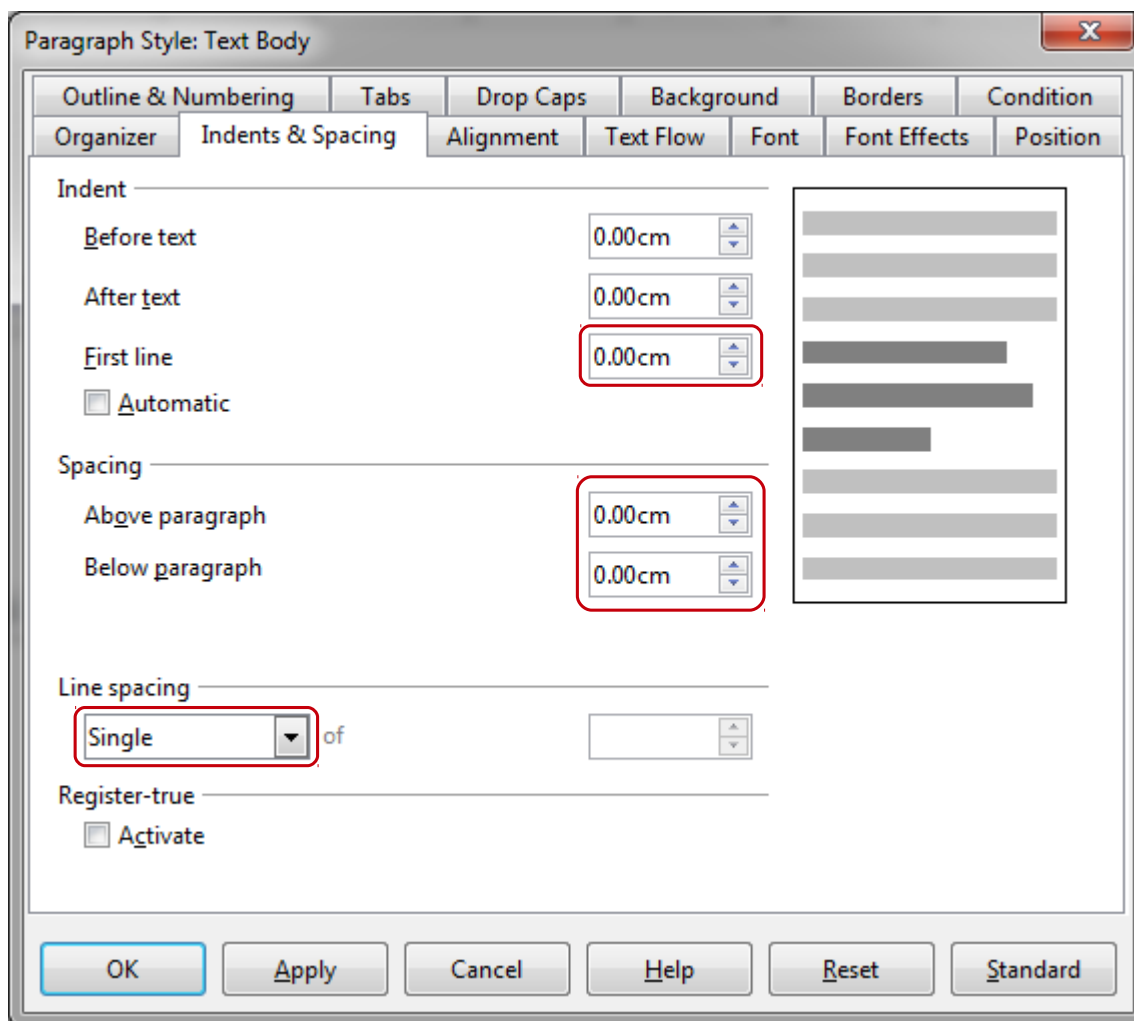 Paragraph Style: Text Body
Outline & Numbering Tabs Drop Caps Background Borders Condition
Organizer Indents & Spacing Alignment Text Flow Font Font Effects Position
Indent
Before text 0.00cm
After text 0.00cm
First line 0.00cm
Automatic
Spacing
Above paragraph 0.00cm
Below paragraph 0.00cm
Line spacing
Single of
Register-true
Activate
OK Apply Cancel Help Reset Standard